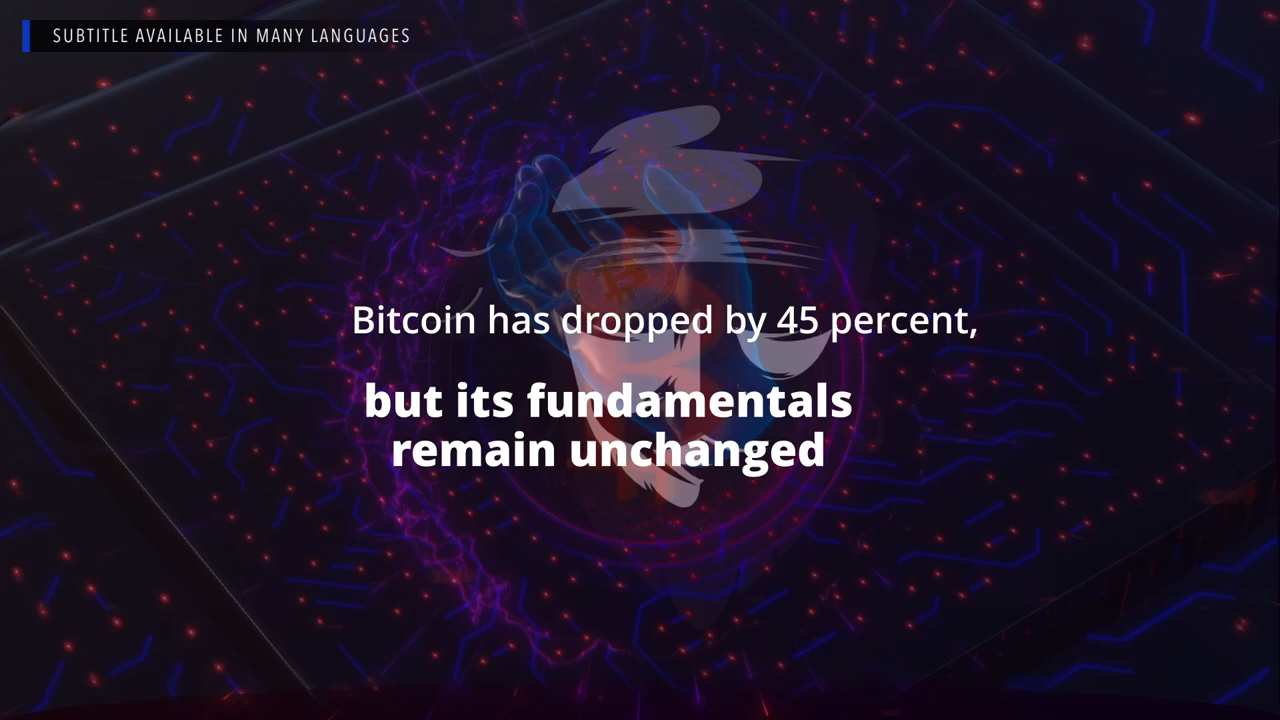 SUBTITLE AVAILABLE IN MANY LANGUAGES
Bitcoin has dropped by 45 percent,
but its fundamentals
remain unchanged